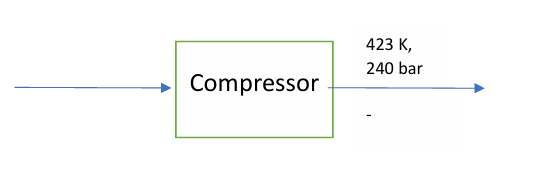 423 K,
240 bar
Compressor
-